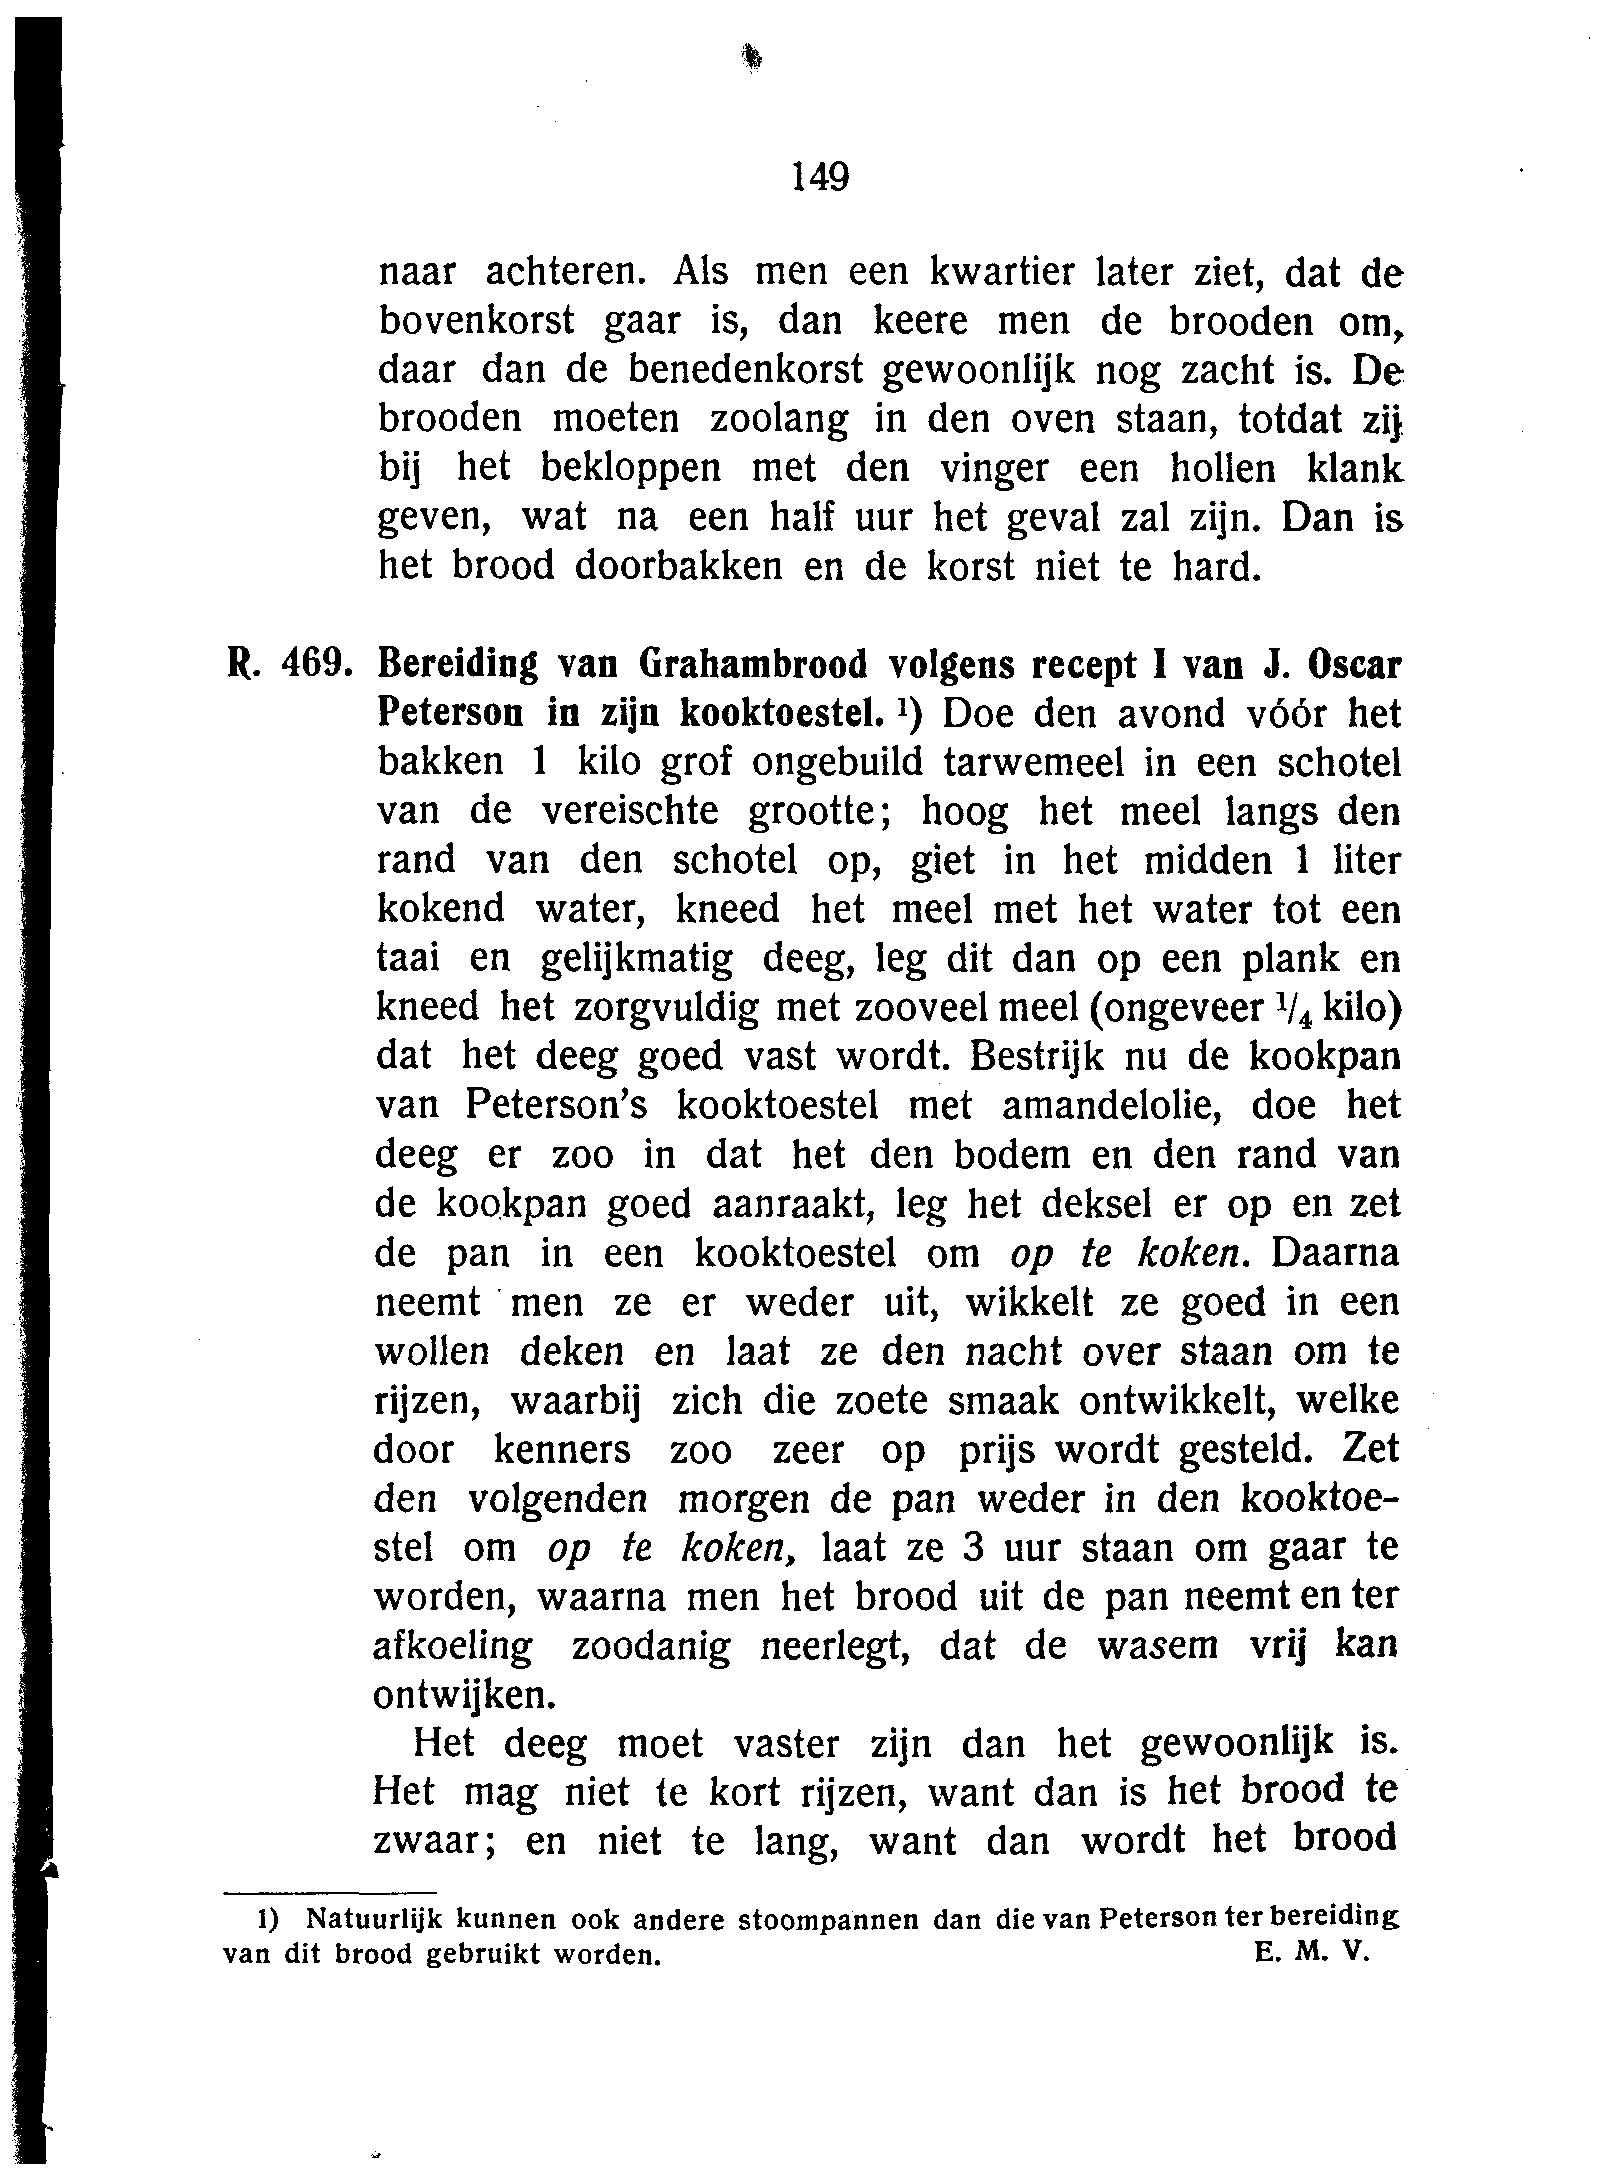 149
naar achteren. Als men een kwartier later ziet, dat de
bovenkorst gaar is, dan keere men de brooden om,
daar dan de benedenkorst gewoonlijk nog zacht is. De
brooden moeten zoolang in den oven staan, totdat zij
bij het bekloppen met den vinger een hollen klank
geven, wat na een half uur het geval zal zijn. Dan is
het brood doorbakken en de korst niet te hard.
R. 469. Bereiding van Grahambrood volgens recept I van J. Oscar
Peterson in zijn kooktoestel. ¹) Doe den avond vóór het
bakken 1 kilo grof ongebuild tarwemeel in een schotel
van de vereischte grootte; hoog het meel langs den
rand van den schotel op, giet in het midden 1 liter
kokend water, kneed het meel met het water tot een
taai en gelijkmatig deeg, leg dit dan op een plank en
kneed het zorgvuldig met zooveel meel (ongeveer ¹/₄ kilo)
dat het deeg goed vast wordt. Bestrijk nu de kookpan
van Peterson's kooktoestel met amandelolie, doe het
deeg er zoo in dat het den bodem en den rand van
de kookpan goed aanraakt, leg het deksel er op en zet
de pan in een kooktoestel om op te koken. Daarna
neemt men ze er weder uit, wikkelt ze goed in een
wollen deken en laat ze den nacht over staan om te
rijzen, waarbij zich die zoete smaak ontwikkelt, welke
door kenners zoo zeer op prijs wordt gesteld. Zet
den volgenden morgen de pan weder in den kooktoe-
stel om op te koken, laat ze 3 uur staan om gaar te
worden, waarna men het brood uit de pan neemt en ter
afkoeling zoodanig neerlegt, dat de wasem vrij kan
ontwijken.
Het deeg moet vaster zijn dan het gewoonlijk is.
Het mag niet te kort rijzen, want dan is het brood te
zwaar; en niet te lang, want dan wordt het brood
1) Natuurlijk kunnen ook andere stoompannen dan die van Peterson ter bereiding
van dit brood gebruikt worden. E. M. V.